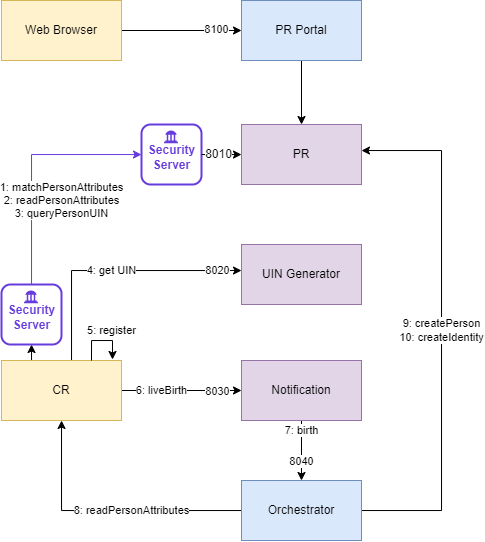 Web Browser
8100
PR Portal
Security
Server
8010
PR
1: matchPersonAttributes
2: readPersonAttributes
3: queryPersonUIN
4: get UIN
8020
UIN Generator
Security
Server
5: register
9: createPerson
10: createIdentity
CR
6: liveBirth
8030
Notification
7: birth
8040
8: readPersonAttributes
Orchestrator